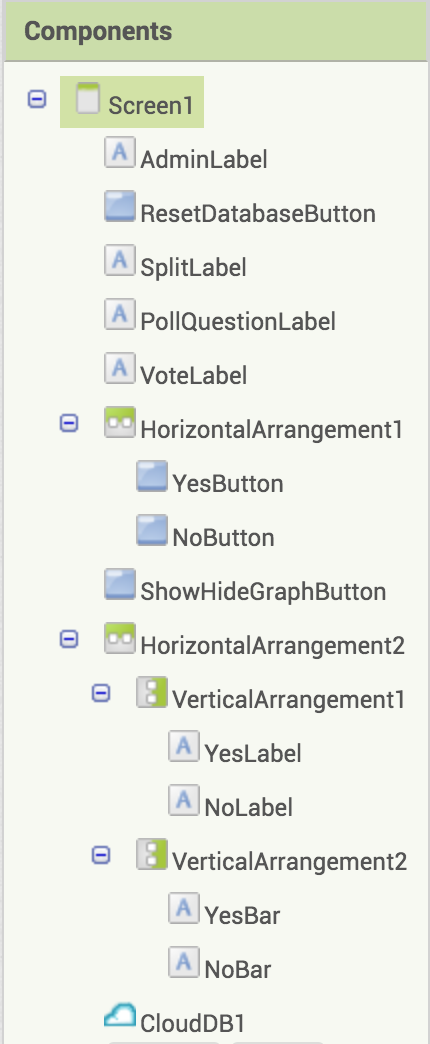 Components
Screen1
A AdminLabel
ResetDatabaseButton
A SplitLabel
A PollQuestionLabel
A VoteLabel
HorizontalArrangement1
YesButton
NoButton
ShowHideGraphButton
HorizontalArrangement2
VerticalArrangement1
A YesLabel
A NoLabel
VerticalArrangement2
A YesBar
A NoBar
CloudDB1